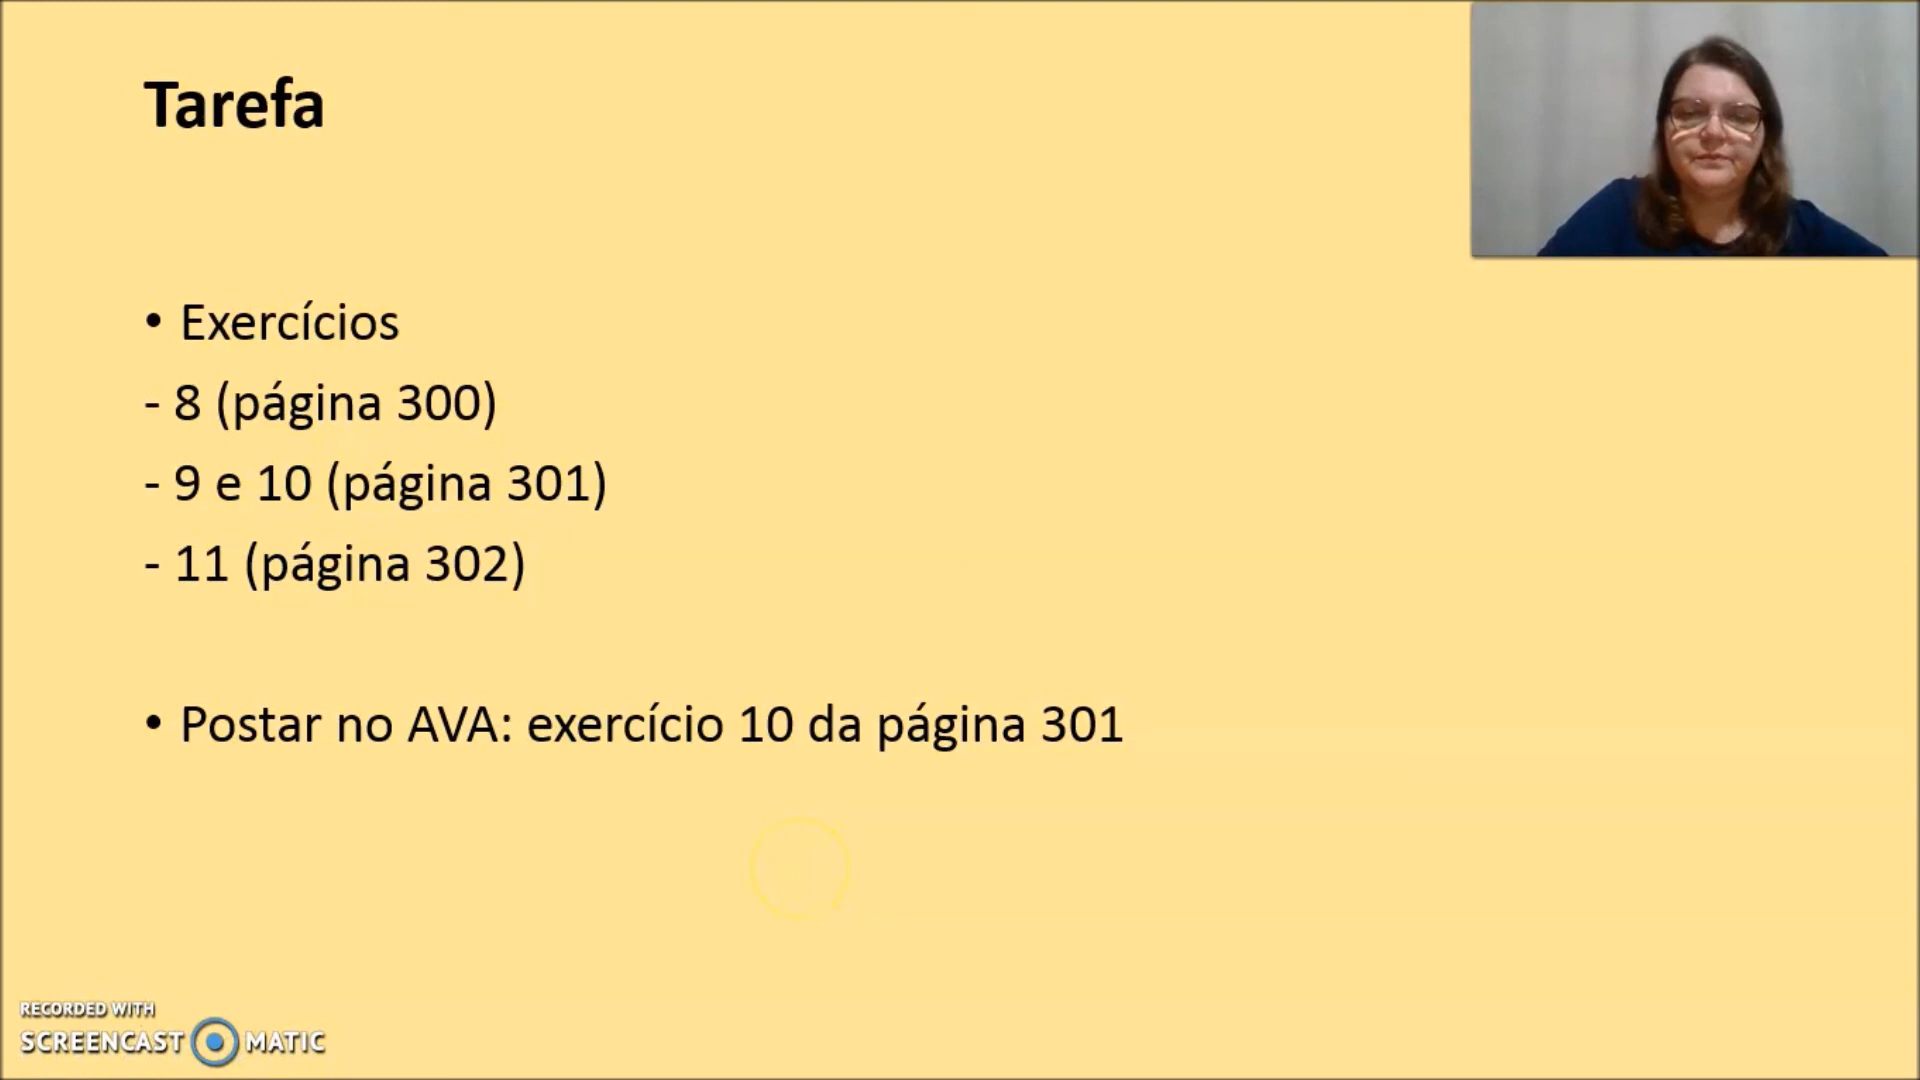 Tarefa
• Exercícios
- 8 (página 300)
- 9 e 10 (página 301)
- 11 (página 302)
• Postar no AVA: exercício 10 da página 301
RECORDED WITH
SCREENCAST MATIC